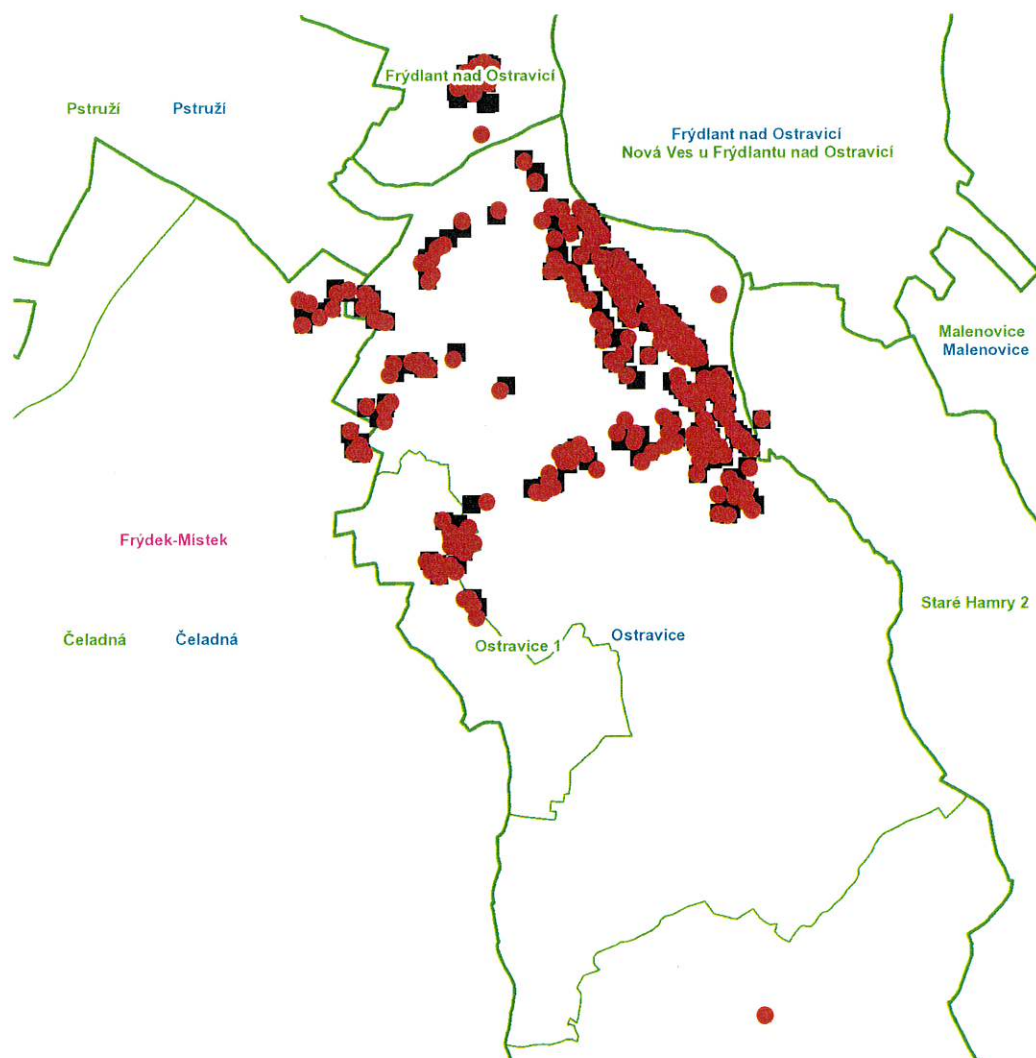 Frýdlant nad Ostravicí
Pstruží Pstruží
Frýdlant nad Ostravicí
Nová Ves u Frýdlantu nad Ostravicí
Malenovice
Malenovice
Frýdek-Místek
Staré Hamry 2
Čeladná Čeladná
Ostravice
Ostravice 1